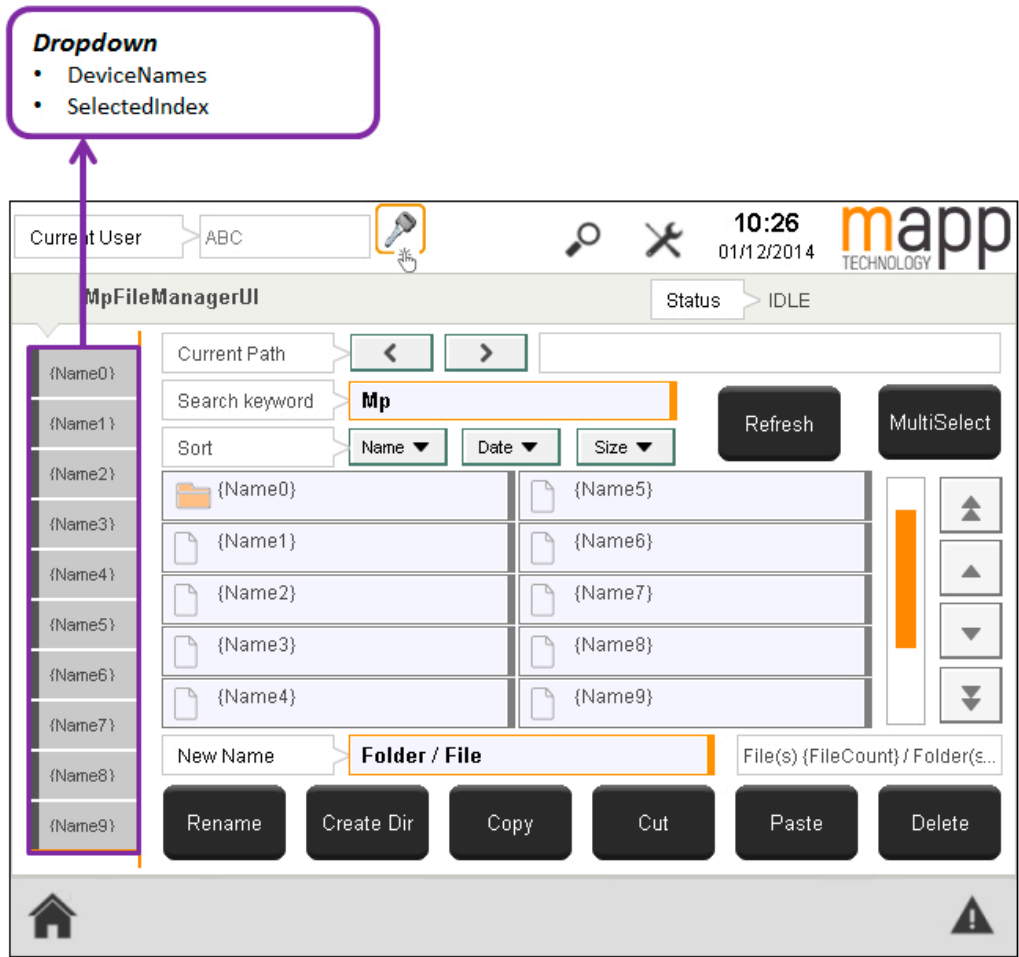 Dropdown
• DeviceNames
• SelectedIndex
Current User
ABC
10:26
01/12/2014
mapp
TECHNOLOGY
MpFileManagerUI
Status
IDLE
{Name0}
{Name1}
{Name2}
{Name3}
{Name4}
{Name5}
{Name6}
{Name7}
{Name8}
{Name9}
Current Path
Search keyword
Mp
Refresh
MultiSelect
Sort
Name ▼
Date ▼
Size ▼
{Name0}
{Name5}
{Name1}
{Name6}
{Name2}
{Name7}
{Name3}
{Name8}
{Name4}
{Name9}
New Name
Folder / File
File(s) {FileCount} / Folder(s...
Rename
Create Dir
Copy
Cut
Paste
Delete